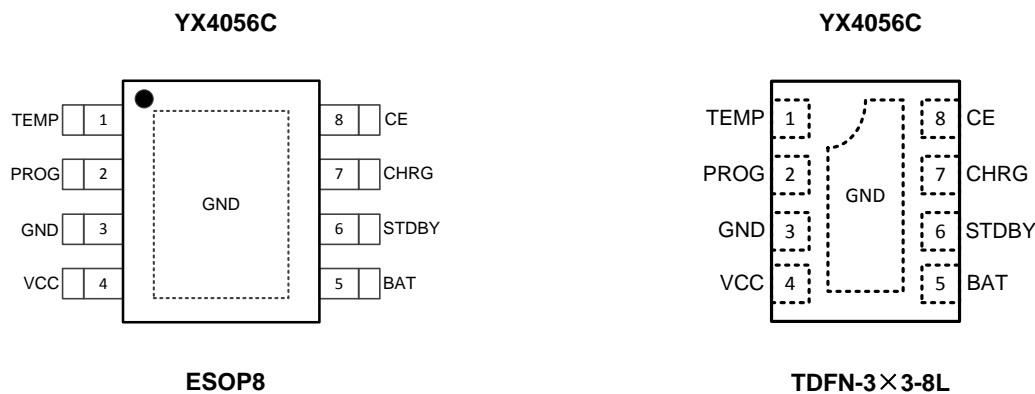 YX4056C
TEMP 1
PROG 2
GND 3
VCC 4
GND
8 CE
7 CHRG
6 STDBY
5 BAT
ESOP8
YX4056C
TEMP 1
PROG 2
GND 3
VCC 4
GND
8 CE
7 CHRG
6 STDBY
5 BAT
TDFN-3×3-8L